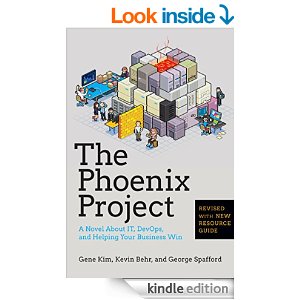 Look inside
The
Phoenix
Project
A Novel About IT, DevOps,
and Helping Your Business Win
REVISED
WITH NEW
RESOURCE
GUIDE
Gene Kim, Kevin Behr, and George Spafford
kindle edition